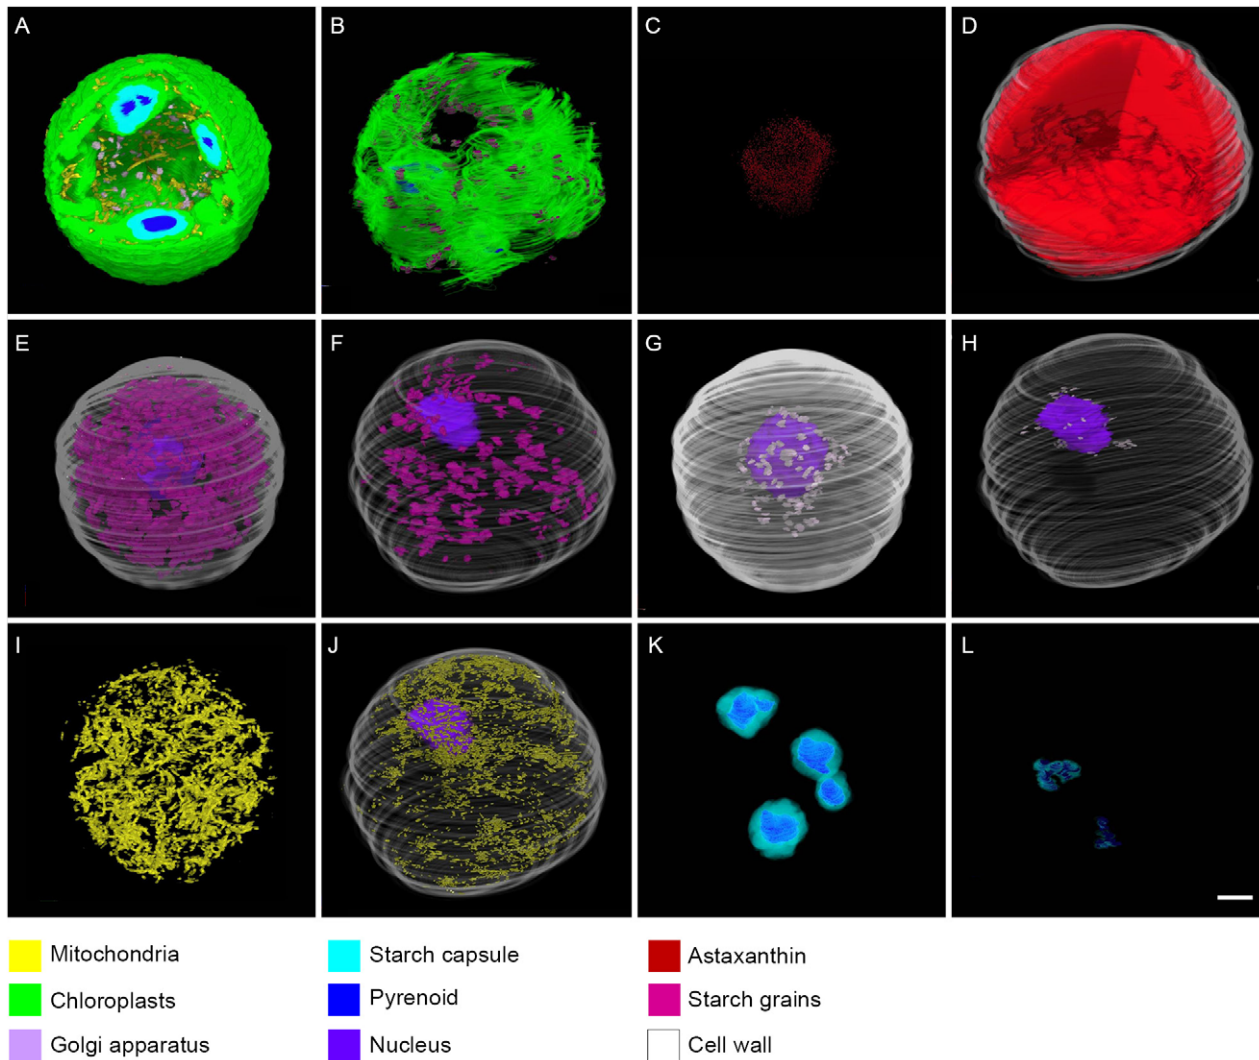 A
B
C
D
E
F
G
H
I
J
K
L
Mitochondria
Starch capsule
Astaxanthin
Chloroplasts
Pyrenoid
Starch grains
Golgi apparatus
Nucleus
Cell wall